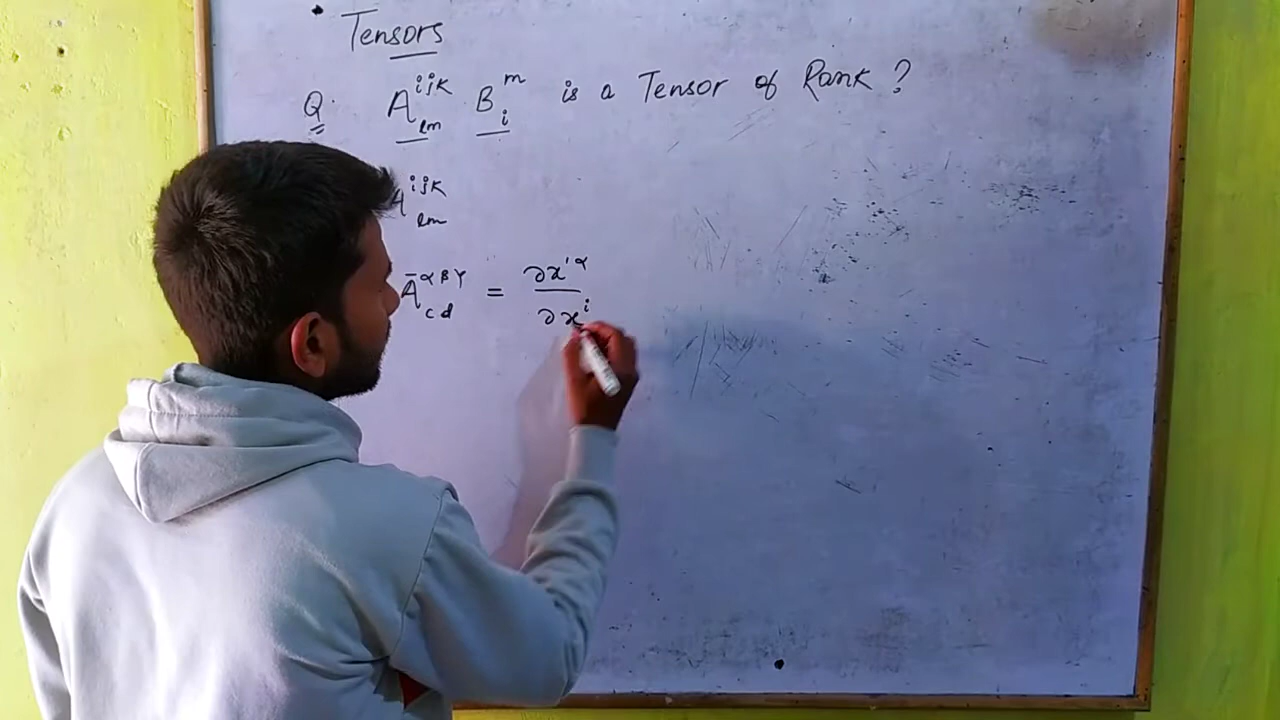 • Tensors
Q. A^{ijk}_{lm} B^{m}_{i} is a Tensor of Rank ?
A^{ijk}_{lm}
Ā^{αβγ}_{cd} = ∂x'^{α} / ∂x^{i}